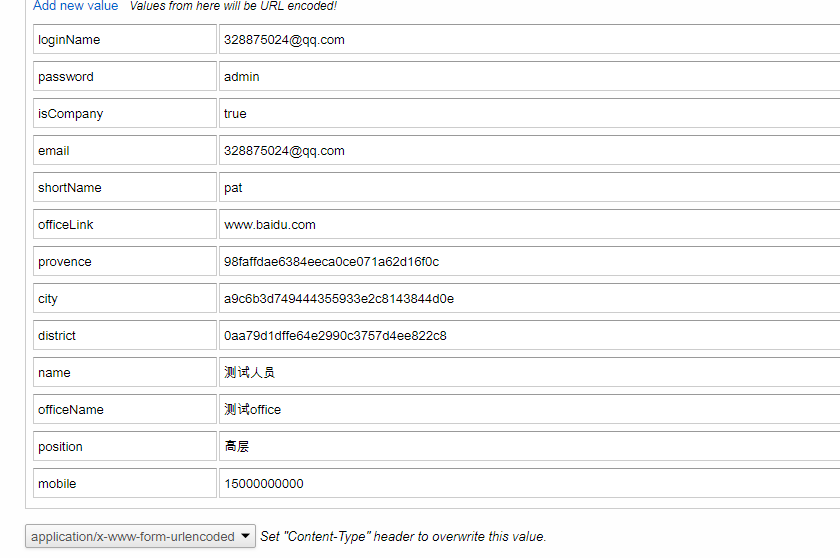 Add new value Values from here will be URL encoded!
loginName 328875024@qq.com
password admin
isCompany true
email 328875024@qq.com
shortName pat
officeLink www.baidu.com
provence 98faffdae6384eeca0ce071a62d16f0c
city a9c6b3d749444355933e2c8143844d0e
district 0aa79d1dffe64e2990c3757d4ee822c8
name 测试人员
officeName 测试office
position 高层
mobile 15000000000
application/x-www-form-urlencoded Set "Content-Type" header to overwrite this value.